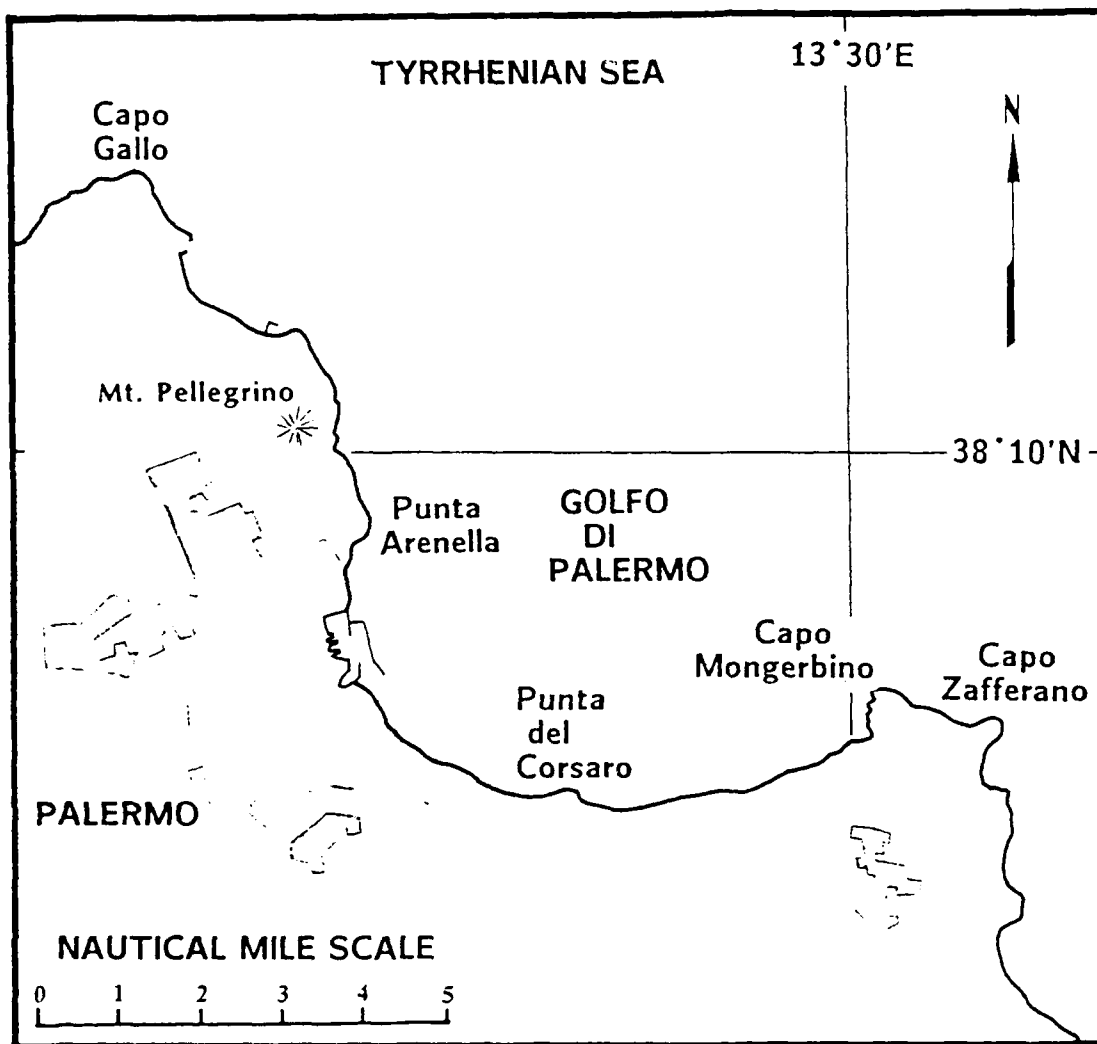 TYRRHENIAN SEA
13°30'E
Capo
Gallo
N
Mt. Pellegrino
38°10'N
Punta
Arenella
GOLFO
DI
PALERMO
Capo
Mongerbino
Capo
Zafferano
Punta
del
Corsaro
PALERMO
NAUTICAL MILE SCALE
0 1 2 3 4 5